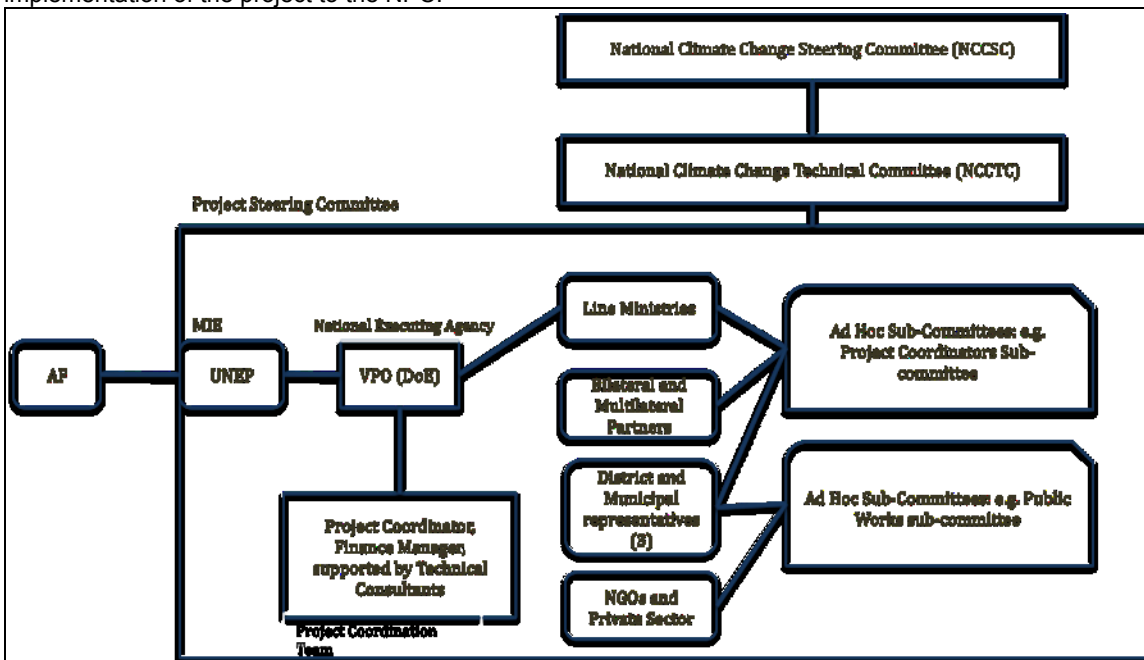 implementation of the project to the NPC.
National Climate Change Steering Committee (NCCSC)
National Climate Change Technical Committee (NCCTC)
Project Steering Committee
MIE
National Executing Agency
AF
UNEP
VPO (DoE)
Line Ministries
Bilateral and
Multilateral
Partners
District and
Municipal
representatives
(3)
NGOs and
Private Sector
Ad Hoc Sub-Committees: e.g.
Project Coordinators Sub-
committee
Ad Hoc Sub-Committees: e.g. Public
Works sub-committee
Project Coordinator,
Finance Manager,
supported by Technical
Consultants
Project Coordination
Team